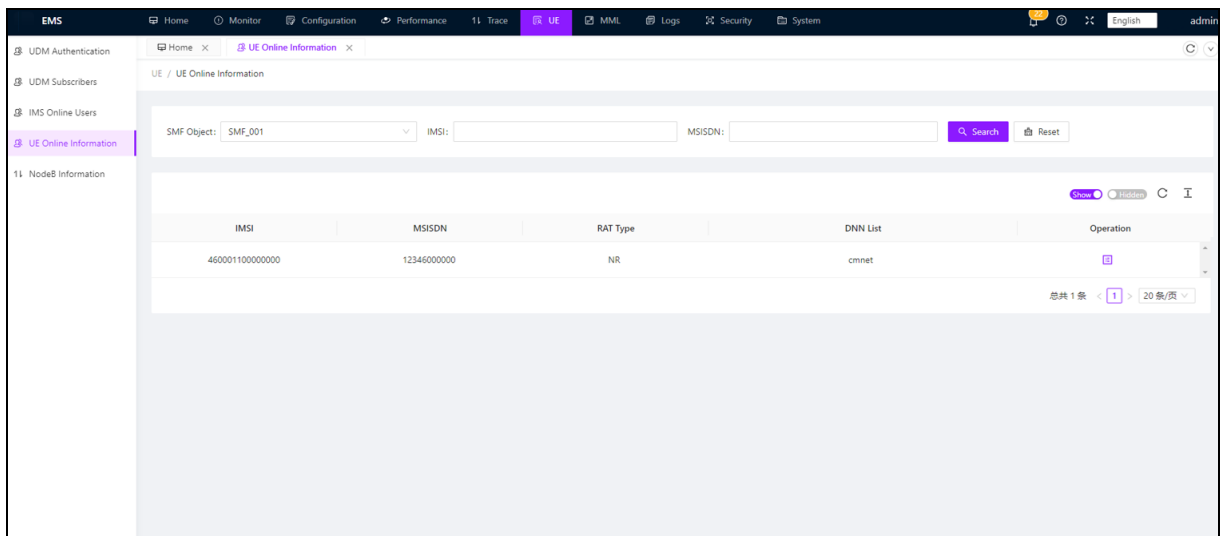 EMS Home Monitor Configuration Performance Trace UE MML Logs Security System 22 English admin
UDM Authentication
UDM Subscribers
IMS Online Users
UE Online Information
NodeB Information
Home UE Online Information
UE / UE Online Information
SMF Object: SMF_001 IMSI: MSISDN: Search Reset
Show Hidden
IMSI MSISDN RAT Type DNN List Operation
460001100000000 12346000000 NR cmnet
总共 1 条 < 1 > 20 条/页